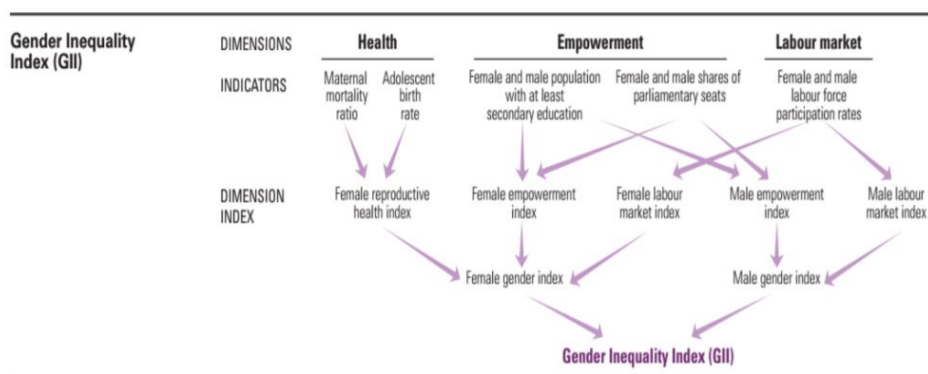 Gender Inequality
Index (GII)
DIMENSIONS
Health
Empowerment
Labour market
INDICATORS
Maternal
mortality
ratio
Adolescent
birth
rate
Female and male population
with at least
secondary education
Female and male shares of
parliamentary seats
Female and male
labour force
participation rates
DIMENSION
INDEX
Female reproductive
health index
Female empowerment
index
Female labour
market index
Male empowerment
index
Male labour
market index
Female gender index
Male gender index
Gender Inequality Index (GII)